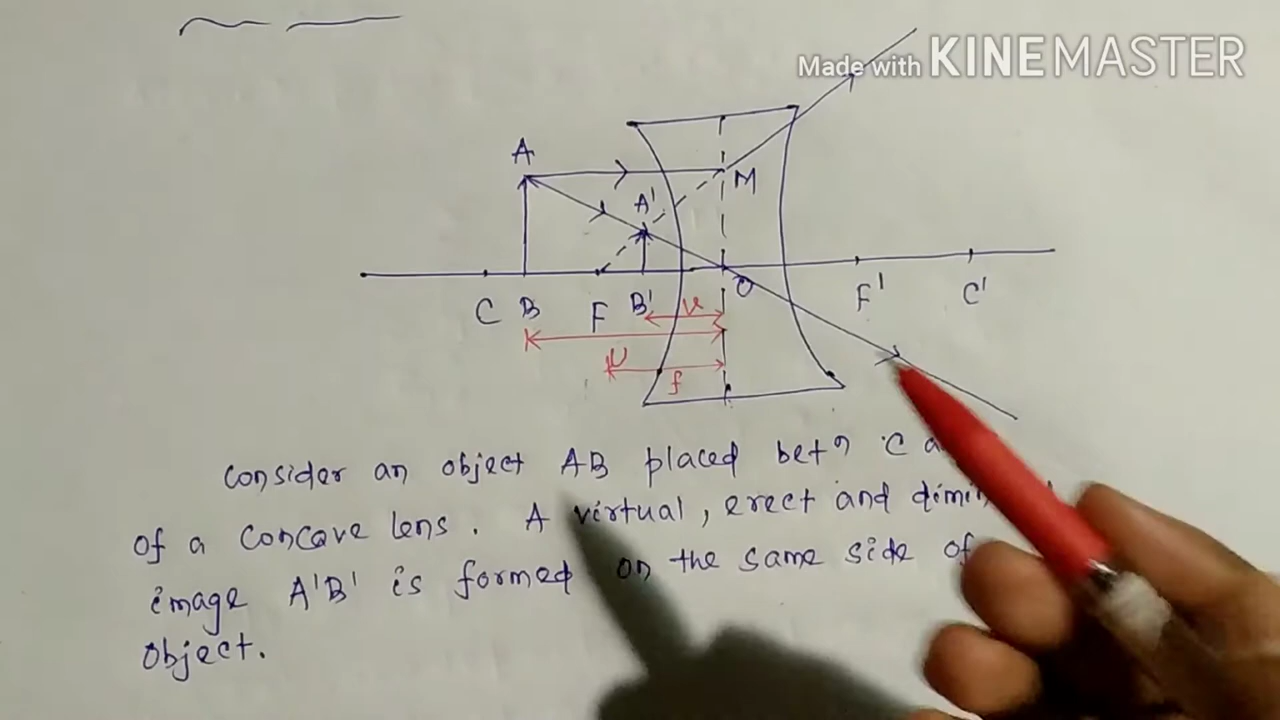 Made with KINEMASTER
A
M
A'
C B F B' O F' C'
v
U
f
Consider an object AB placed betn C
of a Concave lens. A virtual, erect and
image A'B' is formed on the same side of
object.